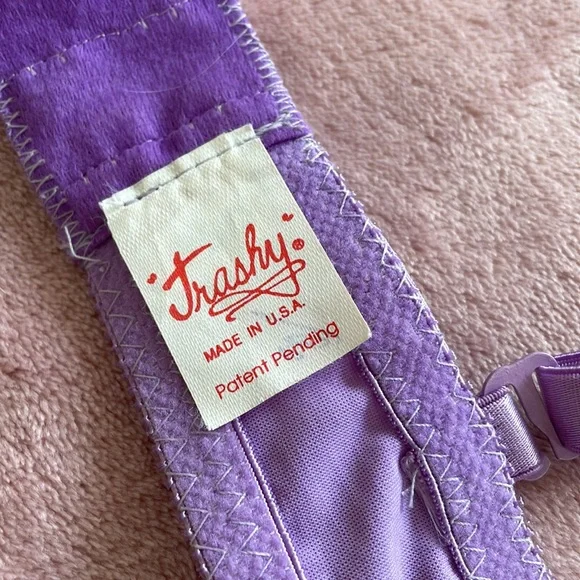 "Trashy"®
MADE IN U.S.A.
Patent Pending